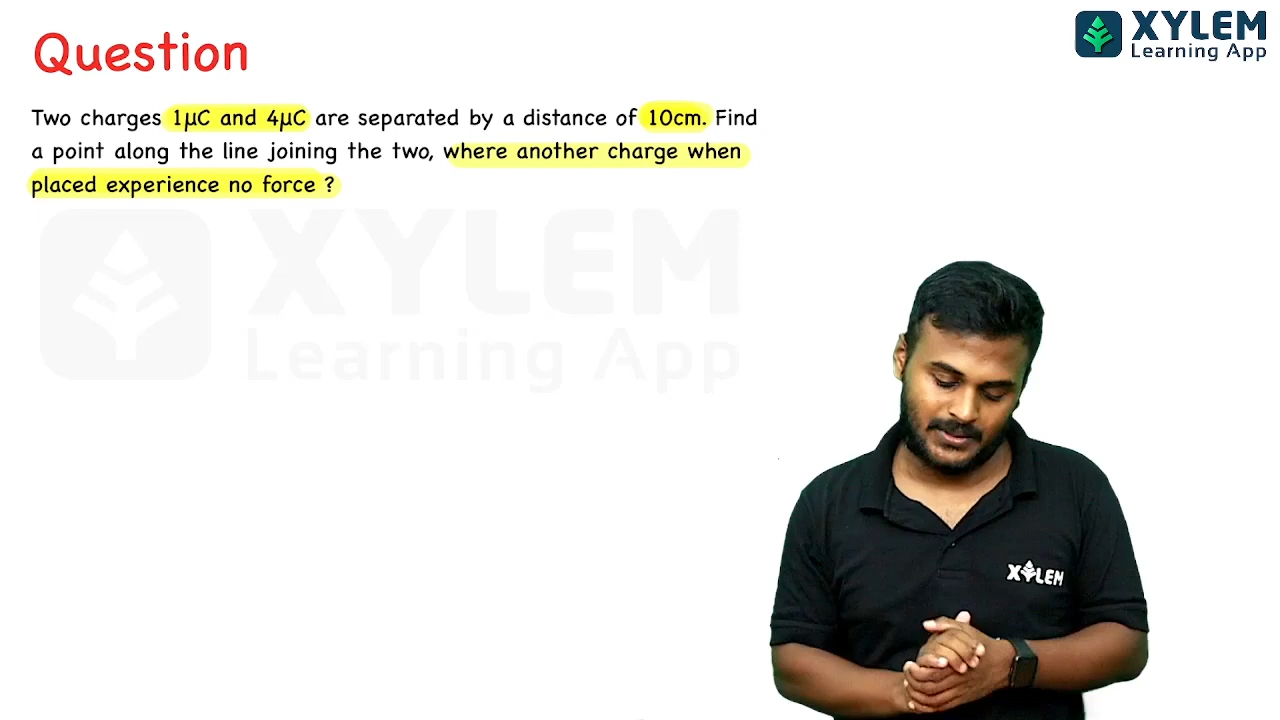 Question
XYLEM
Learning App
Two charges 1μC and 4μC are separated by a distance of 10cm. Find
a point along the line joining the two, where another charge when
placed experience no force ?
XYLEM
Learning App
XYLEM